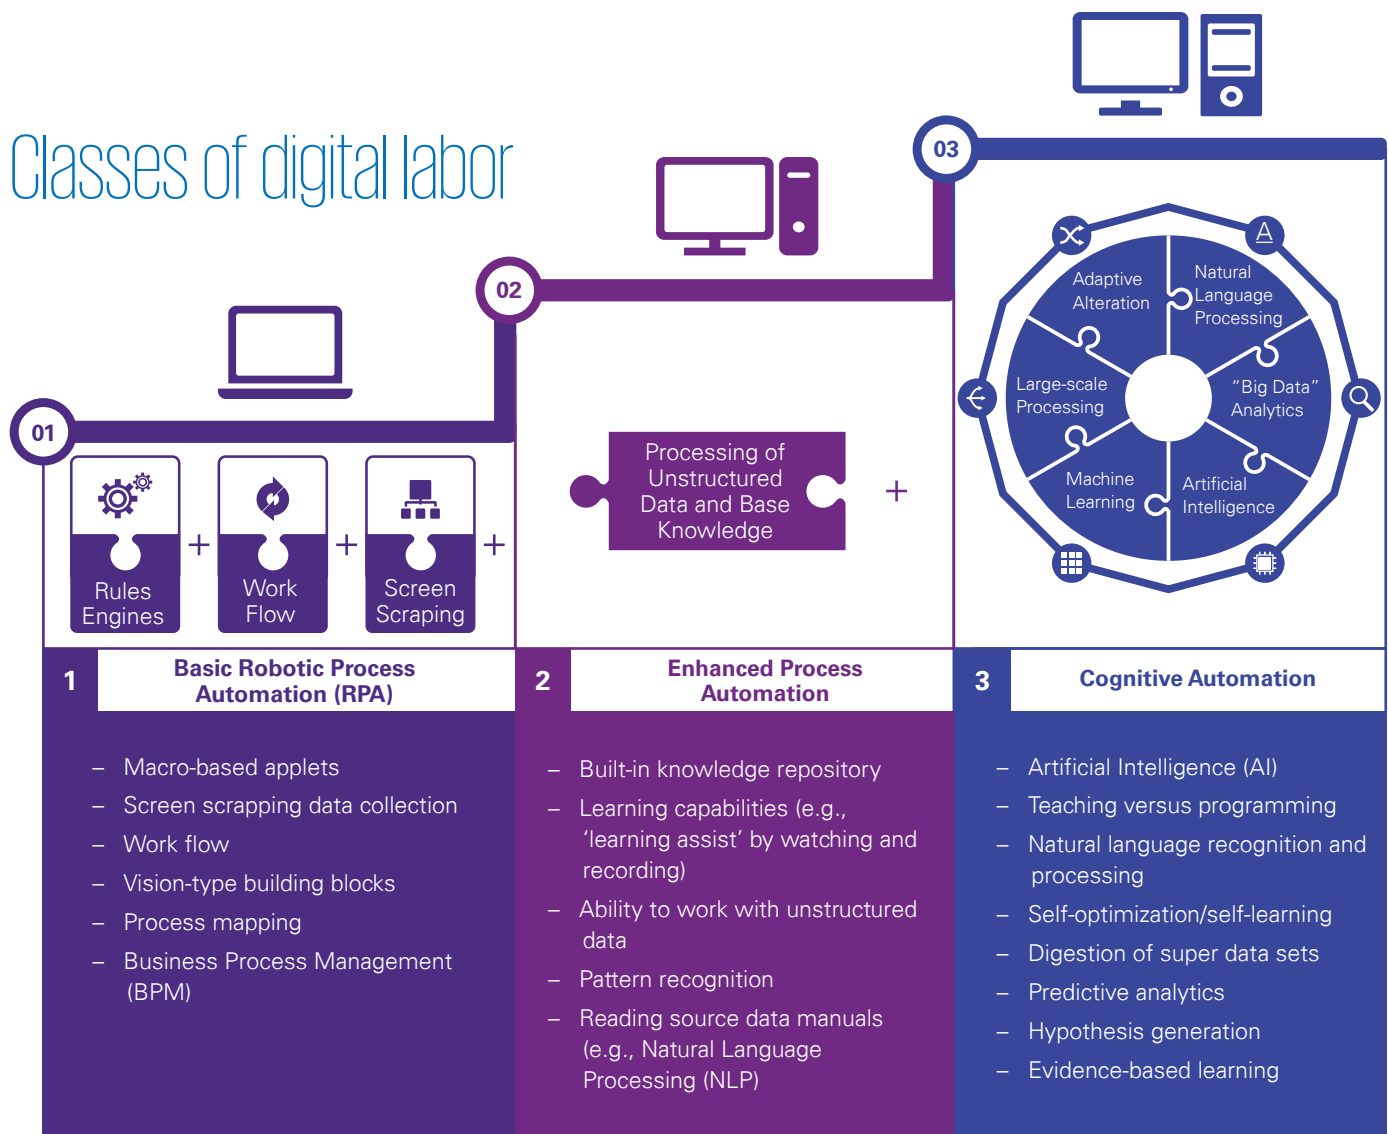 Classes of digital labor
01
02
03
Rules
Engines
+
Work
Flow
+
Screen
Scraping
+
Processing of
Unstructured
Data and Base
Knowledge
+
Adaptive
Alteration
A
Natural
Language
Processing
Large-scale
Processing
“Big Data”
Analytics
Machine
Learning
Artificial
Intelligence
1
Basic Robotic Process
Automation (RPA)
– Macro-based applets
– Screen scrapping data collection
– Work flow
– Vision-type building blocks
– Process mapping
– Business Process Management
(BPM)
2
Enhanced Process
Automation
– Built-in knowledge repository
– Learning capabilities (e.g.,
‘learning assist’ by watching and
recording)
– Ability to work with unstructured
data
– Pattern recognition
– Reading source data manuals
(e.g., Natural Language
Processing (NLP)
3
Cognitive Automation
– Artificial Intelligence (AI)
– Teaching versus programming
– Natural language recognition and
processing
– Self-optimization/self-learning
– Digestion of super data sets
– Predictive analytics
– Hypothesis generation
– Evidence-based learning